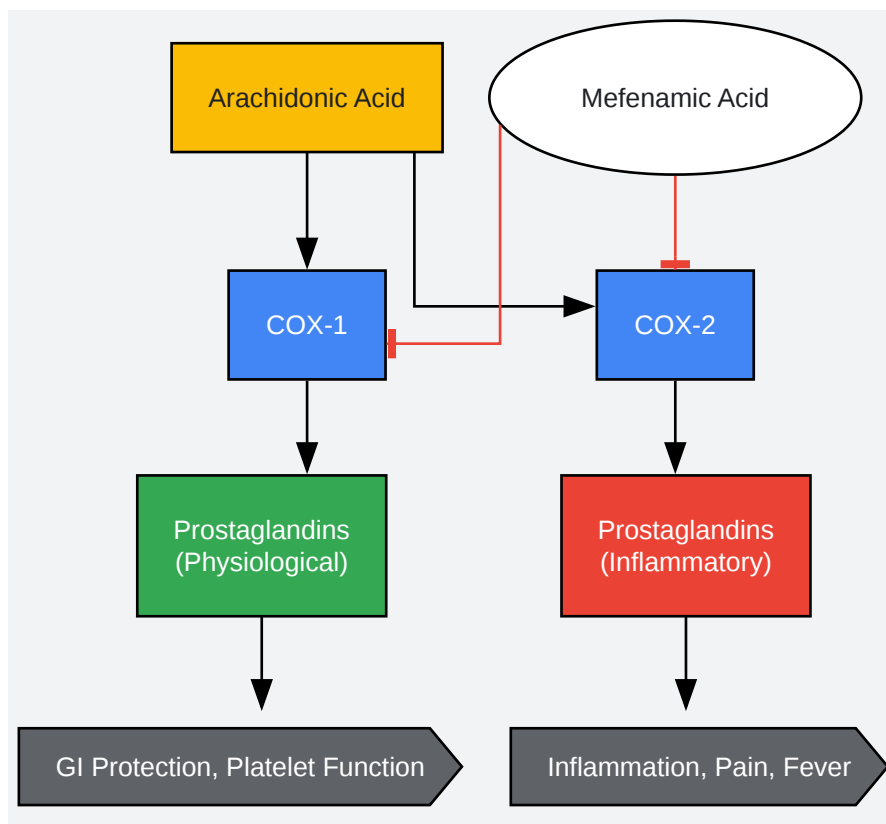 Arachidonic Acid
Mefenamic Acid
COX-1
COX-2
Prostaglandins
(Physiological)
Prostaglandins
(Inflammatory)
GI Protection, Platelet Function
Inflammation, Pain, Fever